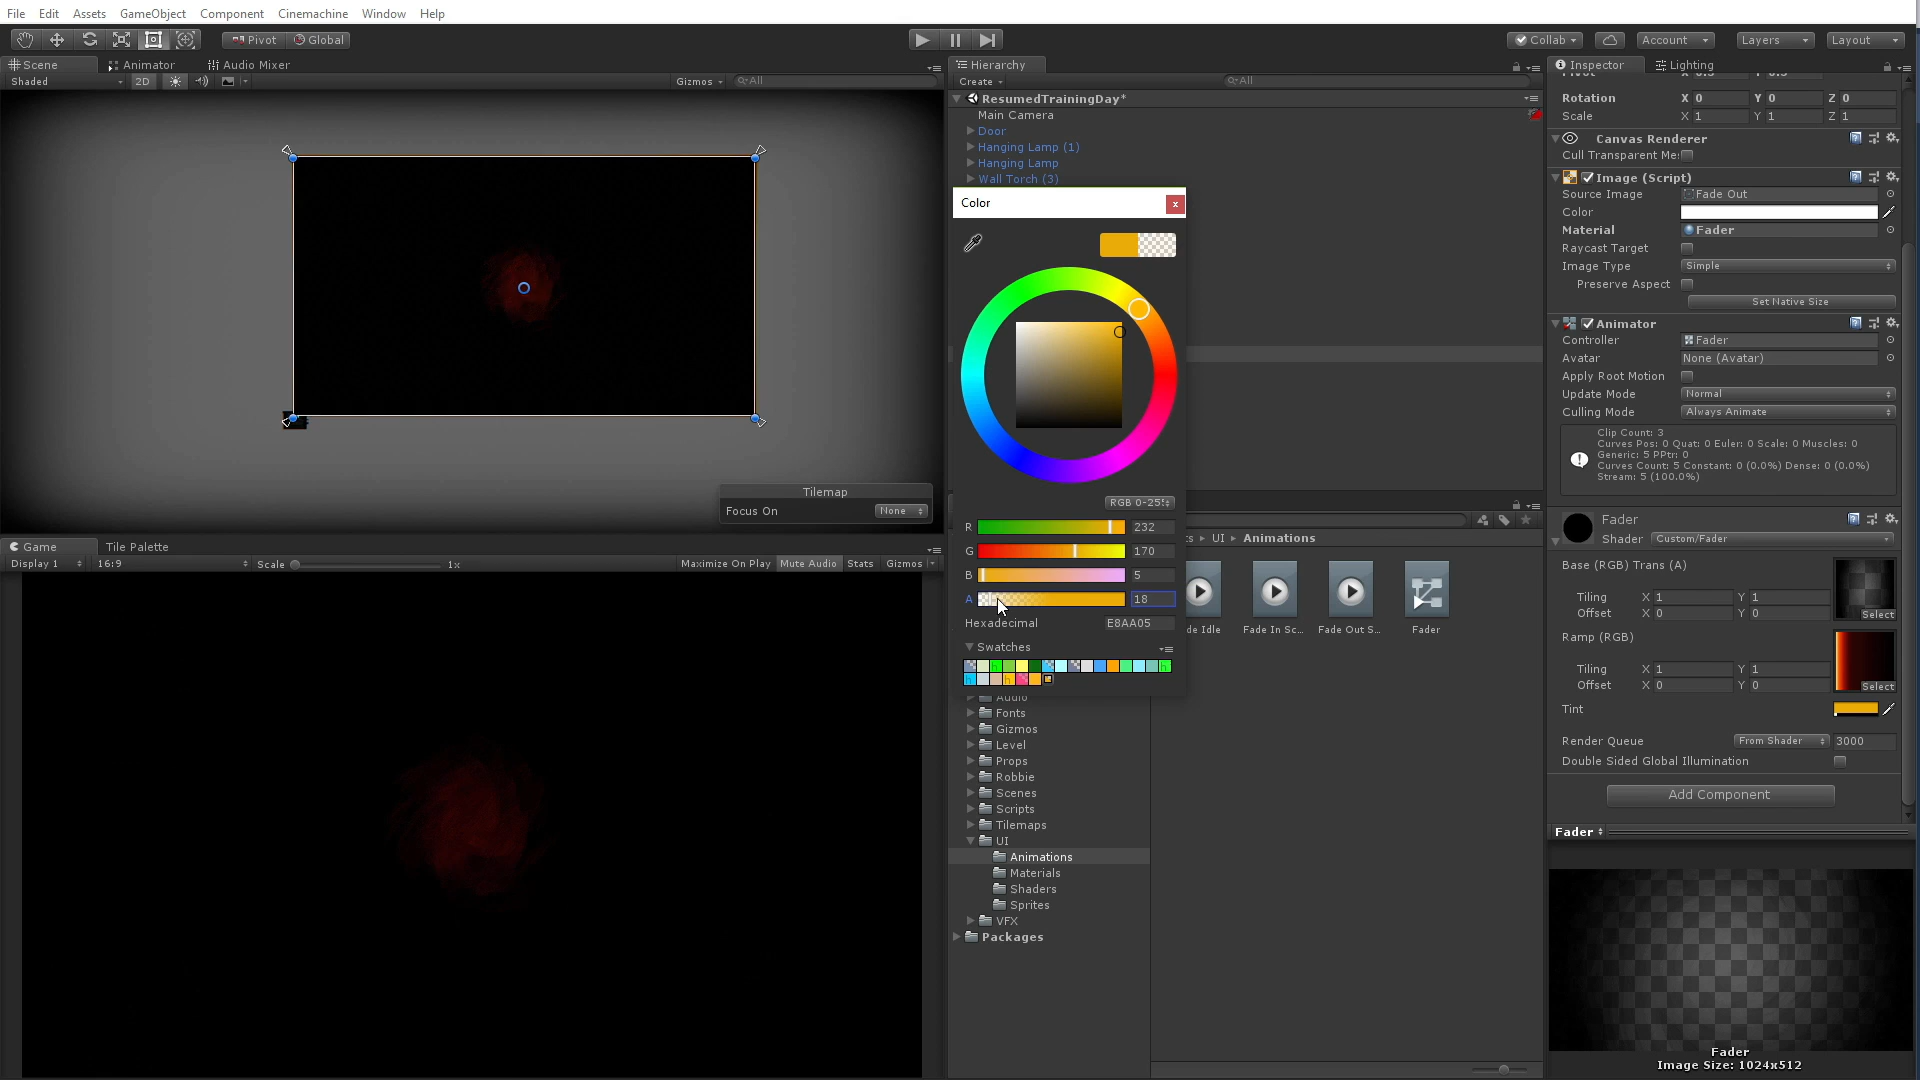 File Edit Assets GameObject Component Cinemachine Window Help
Pivot Global Collab Account Layers Layout
Scene Animator Audio Mixer
Shaded 2D Gizmos All
Tilemap
Focus On None
Game Tile Palette
Display 1 16:9 Scale 1x Maximize On Play Mute Audio Stats Gizmos
Hierarchy
Create All
ResumedTrainingDay*
Main Camera
Door
Hanging Lamp (1)
Hanging Lamp
Wall Torch (3)
Color
RGB 0-255
R 232
G 170
B 5
A 18
Hexadecimal E8AA05
Swatches
UI Animations
Fade In Sc... Fade Out S... Fader
Audio
Fonts
Gizmos
Level
Props
Robbie
Scenes
Scripts
Tilemaps
UI
Animations
Materials
Shaders
Sprites
VFX
Packages
Inspector Lighting
Rotation X 0 Y 0 Z 0
Scale X 1 Y 1 Z 1
Canvas Renderer
Cull Transparent Me:
Image (Script)
Source Image Fade Out
Color
Material Fader
Raycast Target
Image Type Simple
Preserve Aspect
Set Native Size
Animator
Controller Fader
Avatar None (Avatar)
Apply Root Motion
Update Mode Normal
Culling Mode Always Animate
Clip Count: 3
Curves Pos: 0 Quat: 0 Euler: 0 Scale: 0 Muscles: 0
Generic: 5 PPtr: 0
Curves Count: 5 Constant: 0 (0.0%) Dense: 0 (0.0%)
Stream: 5 (100.0%)
Fader
Shader Custom/Fader
Base (RGB) Trans (A)
Tiling X 1 Y 1
Offset X 0 Y 0
Select
Ramp (RGB)
Tiling X 1 Y 1
Offset X 0 Y 0
Select
Tint
Render Queue From Shader 3000
Double Sided Global Illumination
Add Component
Fader
Fader
Image Size: 1024x512